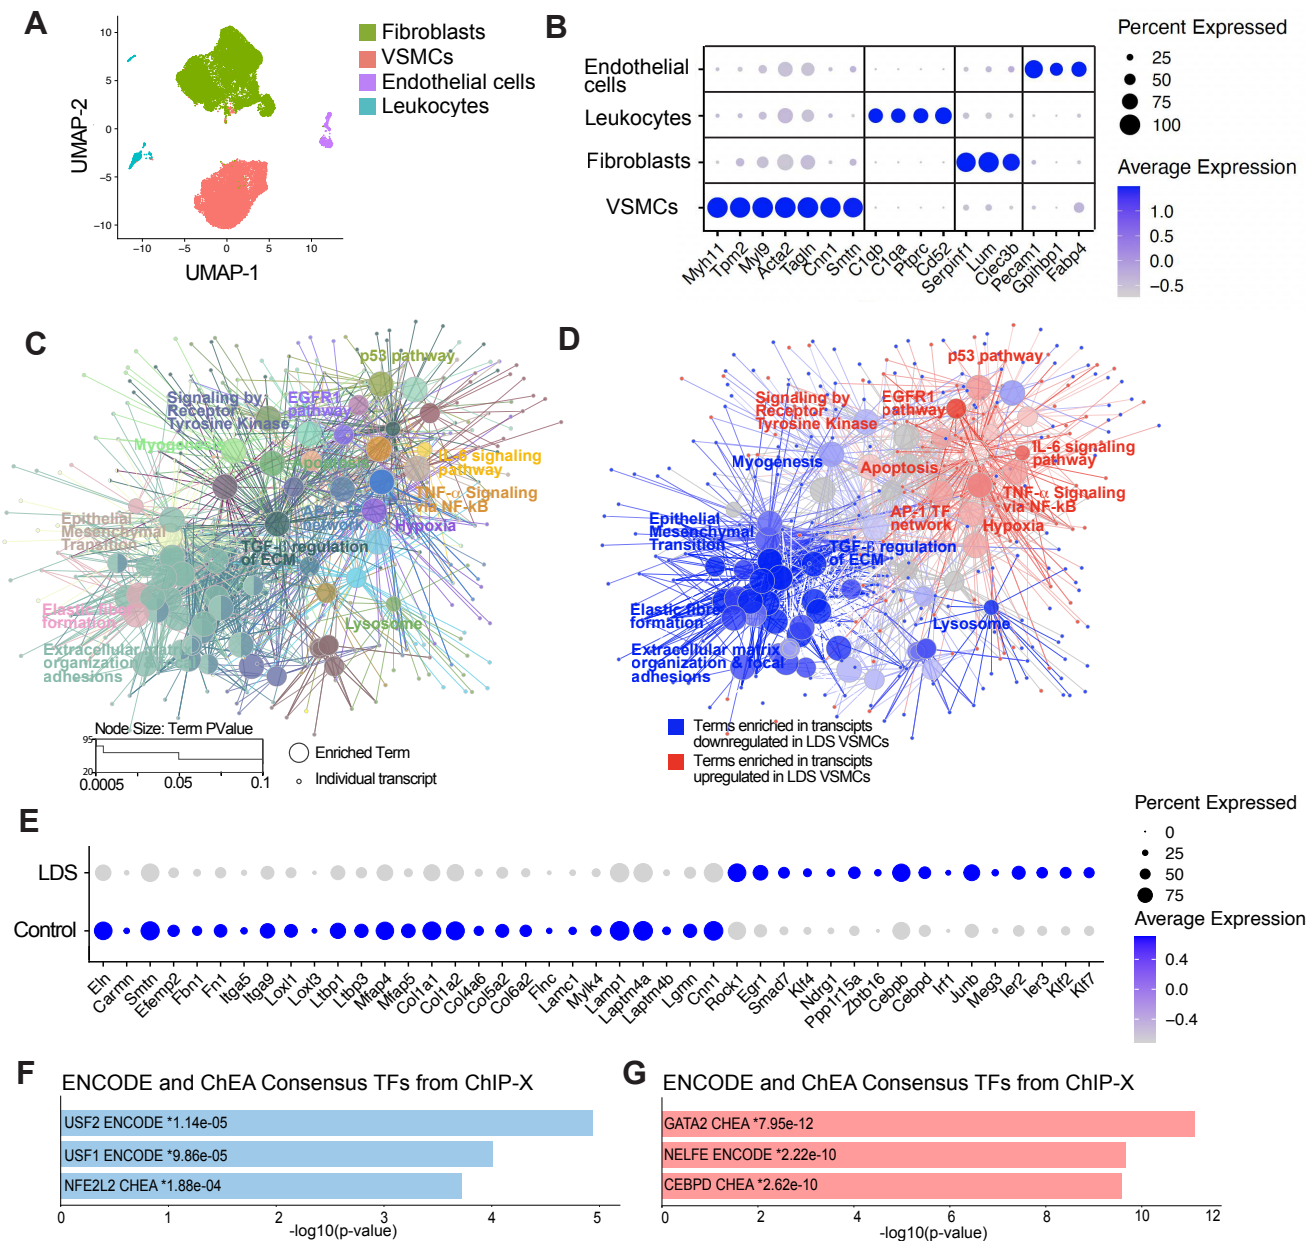 A
10
5
0
−5
−10
−10
−5
0
5
10
UMAP-2
UMAP-1
Fibroblasts
VSMCs
Endothelial cells
Leukocytes
B
Endothelial
cells
Leukocytes
Fibroblasts
VSMCs
Myh11
Tpm2
Myl9
Acta2
Tagln
Cnn1
Smtn
C1qb
C1qa
Ptprc
Cd52
Serpinf1
Lum
Clec3b
Pecam1
Gpihbp1
Fabp4
Percent Expressed
25
50
75
100
Average Expression
1.0
0.5
0.0
−0.5
C
p53 pathway
Signaling by
Receptor
Tyrosine Kinase
EGFR1
pathway
Myogenesis
Apoptosis
IL-6 signaling
pathway
TNF-α Signaling
via NF-kB
AP-1 TF
network
Hypoxia
Epithelial
Mesenchymal
Transition
TGF-β regulation
of ECM
Elastic fibre
formation
Lysosome
Extracellular matrix
organization & focal
adhesions
Node Size: Term PValue
95
20
0.0005
0.05
0.1
Enriched Term
Individual transcript
D
p53 pathway
Signaling by
Receptor
Tyrosine Kinase
EGFR1
pathway
Myogenesis
Apoptosis
IL-6 signaling
pathway
TNF-α Signaling
via NF-kB
AP-1 TF
network
Hypoxia
Epithelial
Mesenchymal
Transition
TGF-β regulation
of ECM
Elastic fibre
formation
Lysosome
Extracellular matrix
organization & focal
adhesions
Terms enriched in transcipts
downregulated in LDS VSMCs
Terms enriched in transcipts
upregulated in LDS VSMCs
E
LDS
Control
Eln
Carmn
Smtn
Efemp2
Fbn1
Fn1
Itga5
Itga9
Loxl1
Loxl3
Ltbp1
Ltbp3
Mfap4
Mfap5
Col1a1
Col1a2
Col4a6
Col5a2
Col6a2
Flnc
Lamc1
Mylk4
Lamp1
Laptm4a
Laptm4b
Lgmn
Cnn1
Rock1
Egr1
Smad7
Klf4
Ndrg1
Ppp1r15a
Zbtb16
Cebpb
Cebpd
Irf1
Junb
Meg3
Ier2
Ier3
Klf2
Klf7
Percent Expressed
0
25
50
75
Average Expression
0.4
0.0
−0.4
F
ENCODE and ChEA Consensus TFs from ChIP-X
USF2 ENCODE *1.14e-05
USF1 ENCODE *9.86e-05
NFE2L2 CHEA *1.88e-04
0
1
2
3
4
5
-log10(p-value)
G
ENCODE and ChEA Consensus TFs from ChIP-X
GATA2 CHEA *7.95e-12
NELFE ENCODE *2.22e-10
CEBPD CHEA *2.62e-10
0
2
4
6
8
10
12
-log10(p-value)